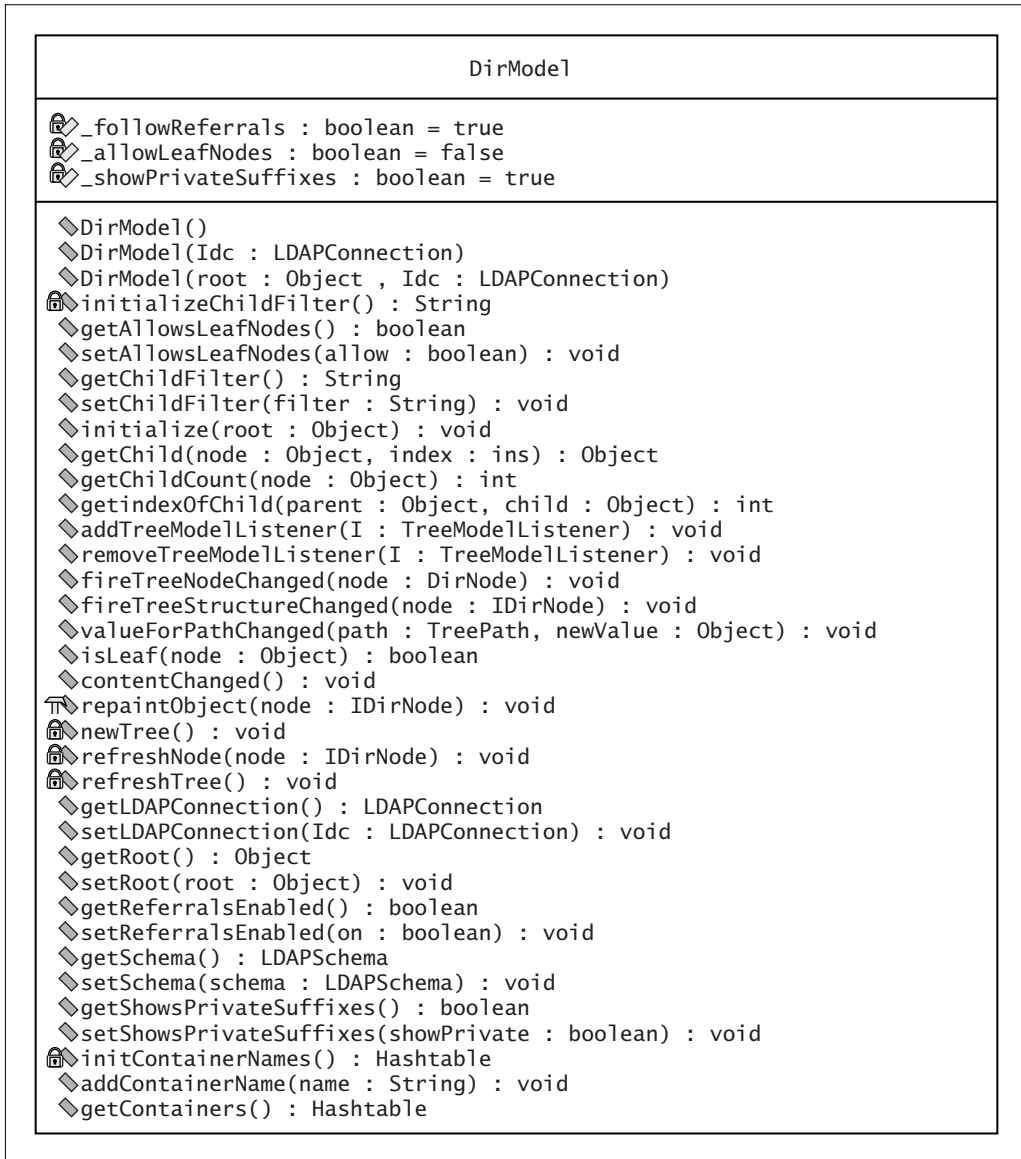 DirModel
_followReferrals : boolean = true
_allowLeafNodes : boolean = false
_showPrivateSuffixes : boolean = true
DirModel()
DirModel(Idc : LDAPConnection)
DirModel(root : Object , Idc : LDAPConnection)
initializeChildFilter() : String
getAllowsLeafNodes() : boolean
setAllowsLeafNodes(allow : boolean) : void
getChildFilter() : String
setChildFilter(filter : String) : void
initialize(root : Object) : void
getChild(node : Object, index : ins) : Object
getChildCount(node : Object) : int
getindexOfChild(parent : Object, child : Object) : int
addTreeModelListener(I : TreeModelListener) : void
removeTreeModelListener(I : TreeModelListener) : void
fireTreeNodeChanged(node : DirNode) : void
fireTreeStructureChanged(node : IDirNode) : void
valueForPathChanged(path : TreePath, newValue : Object) : void
isLeaf(node : Object) : boolean
contentChanged() : void
repaintObject(node : IDirNode) : void
newTree() : void
refreshNode(node : IDirNode) : void
refreshTree() : void
getLDAPConnection() : LDAPConnection
setLDAPConnection(Idc : LDAPConnection) : void
getRoot() : Object
setRoot(root : Object) : void
getReferralsEnabled() : boolean
setReferralsEnabled(on : boolean) : void
getSchema() : LDAPSchema
setSchema(schema : LDAPSchema) : void
getShowsPrivateSuffixes() : boolean
setShowsPrivateSuffixes(showPrivate : boolean) : void
initContainerNames() : Hashtable
addContainerName(name : String) : void
getContainers() : Hashtable